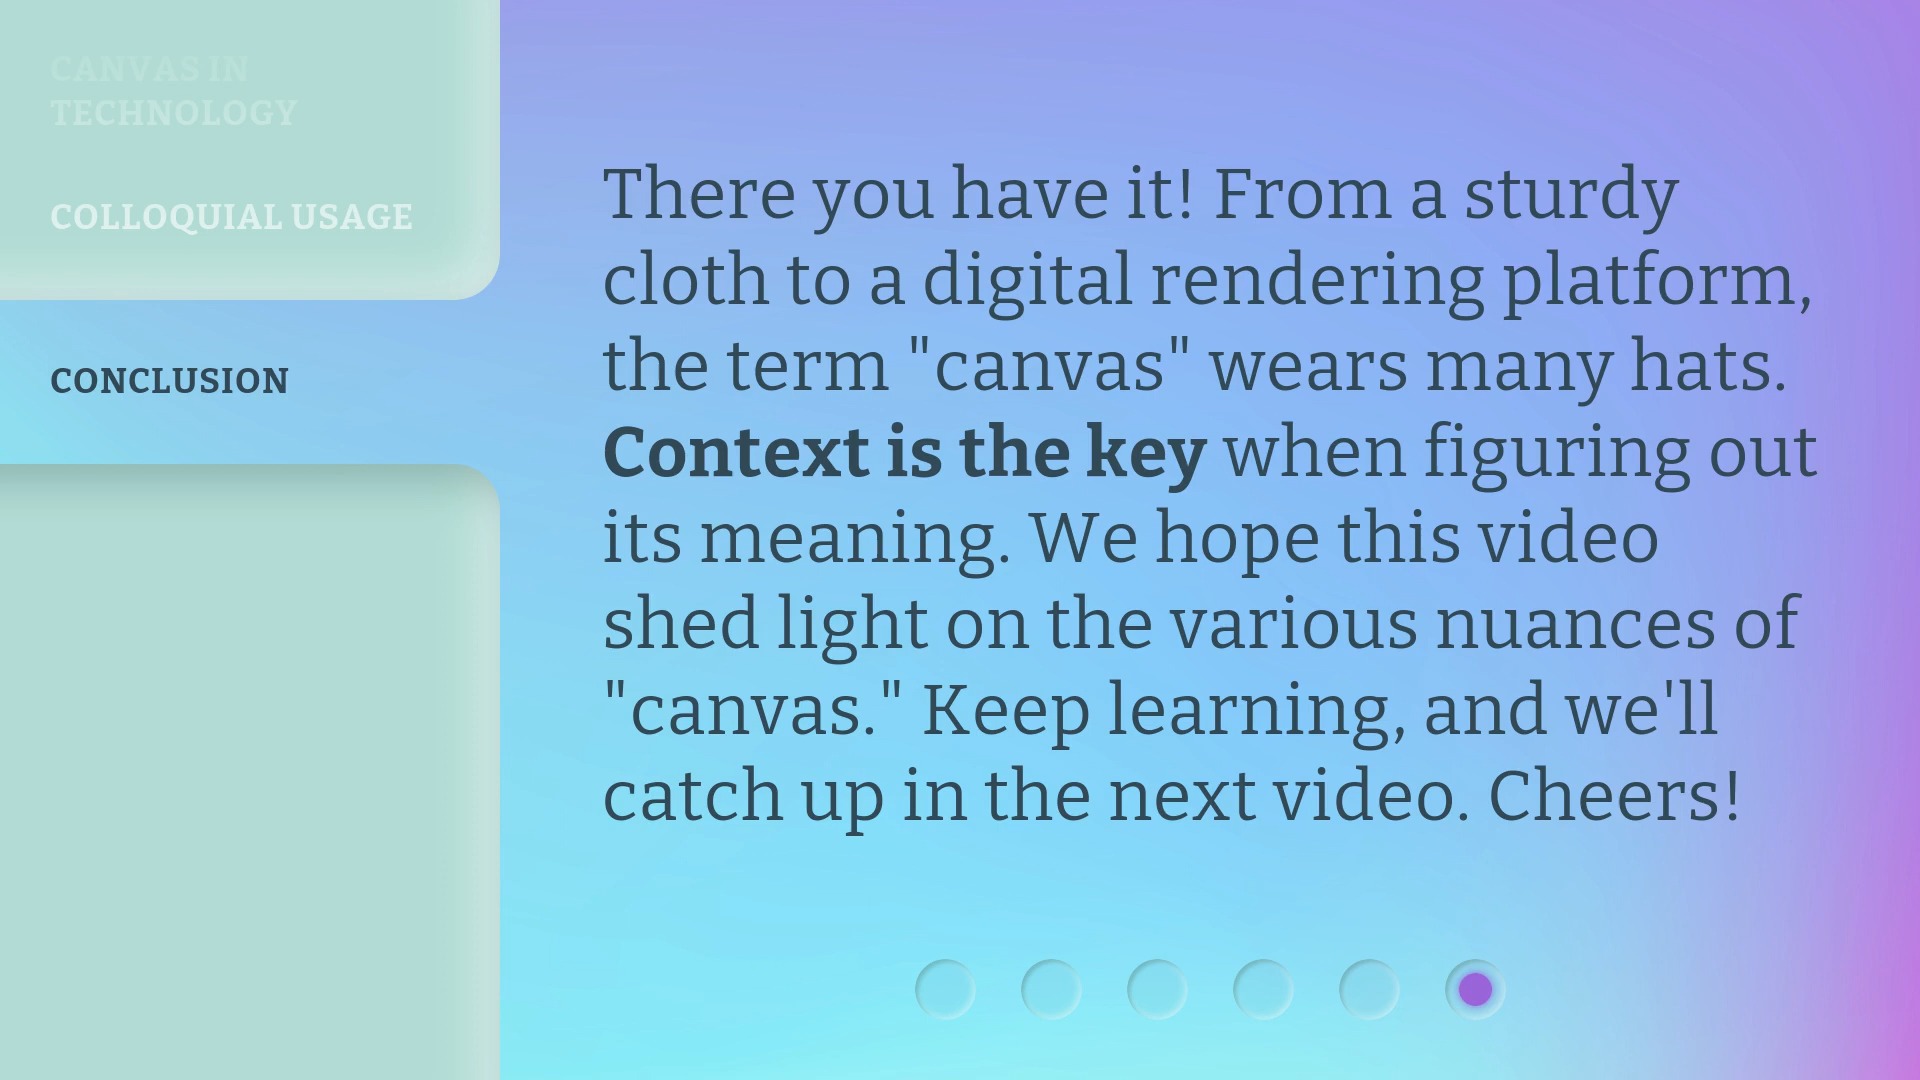 CANVAS IN
TECHNOLOGY
COLLOQUIAL USAGE
CONCLUSION
There you have it! From a sturdy
cloth to a digital rendering platform,
the term "canvas" wears many hats.
Context is the key when figuring out
its meaning. We hope this video
shed light on the various nuances of
"canvas." Keep learning, and we'll
catch up in the next video. Cheers!